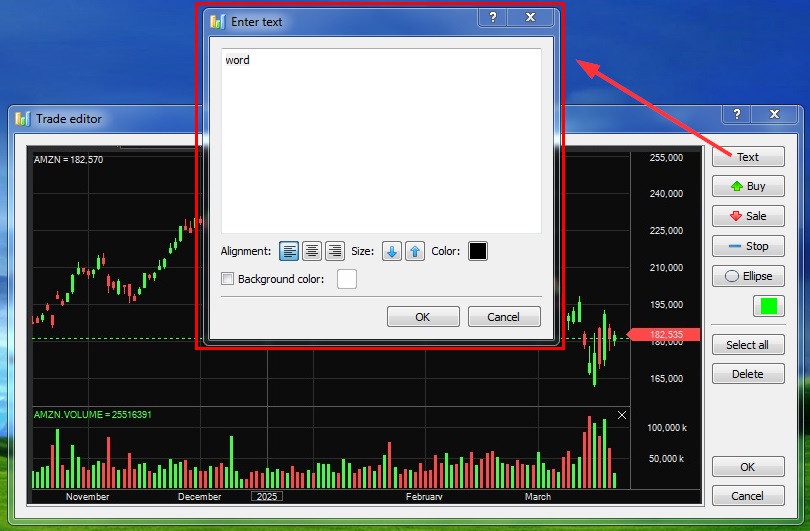 Enter text
?
X
word
Alignment:
Size:
Color:
Background color:
OK
Cancel
Trade editor
?
X
AMZN = 182,570
255,000
240,000
225,000
210,000
195,000
182,535
180,000
165,000
AMZN.VOLUME = 25516391
100,000 k
50,000 k
November
December
2025
February
March
Text
Buy
Sale
Stop
Ellipse
Select all
Delete
OK
Cancel